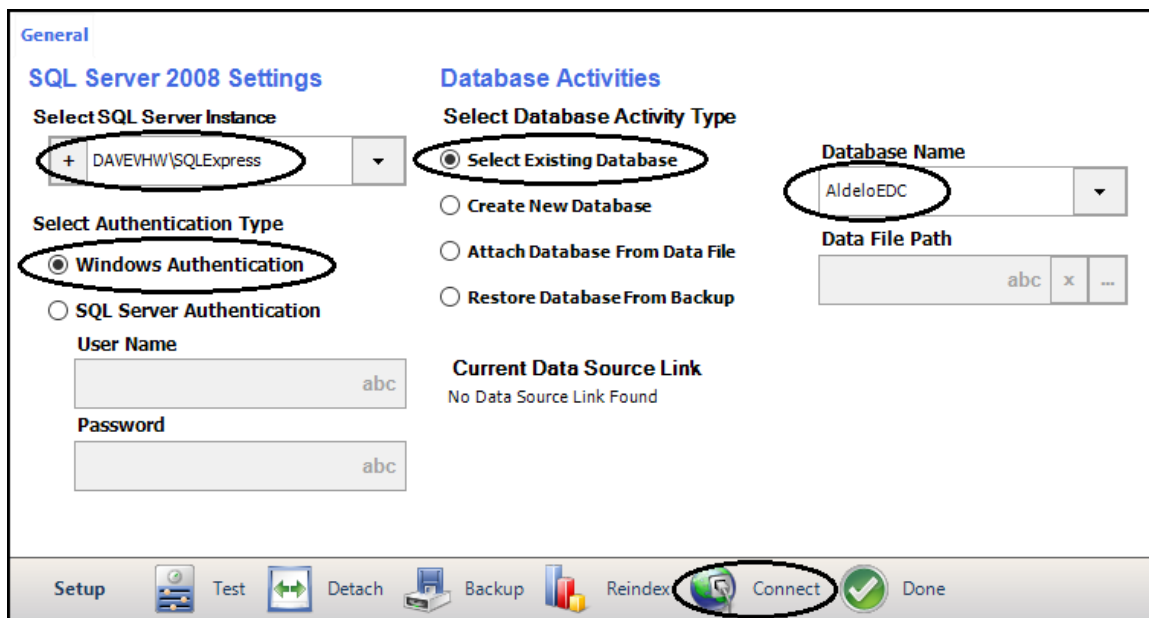 General
SQL Server 2008 Settings
Select SQL Server Instance
+ DAVEVHW\SQLExpress
Select Authentication Type
Windows Authentication
SQL Server Authentication
User Name
abc
Password
abc
Database Activities
Select Database Activity Type
Select Existing Database
Create New Database
Attach Database From Data File
Restore Database From Backup
Database Name
AldeloEDC
Data File Path
abc x ...
Current Data Source Link
No Data Source Link Found
Setup Test Detach Backup Reindex Connect Done